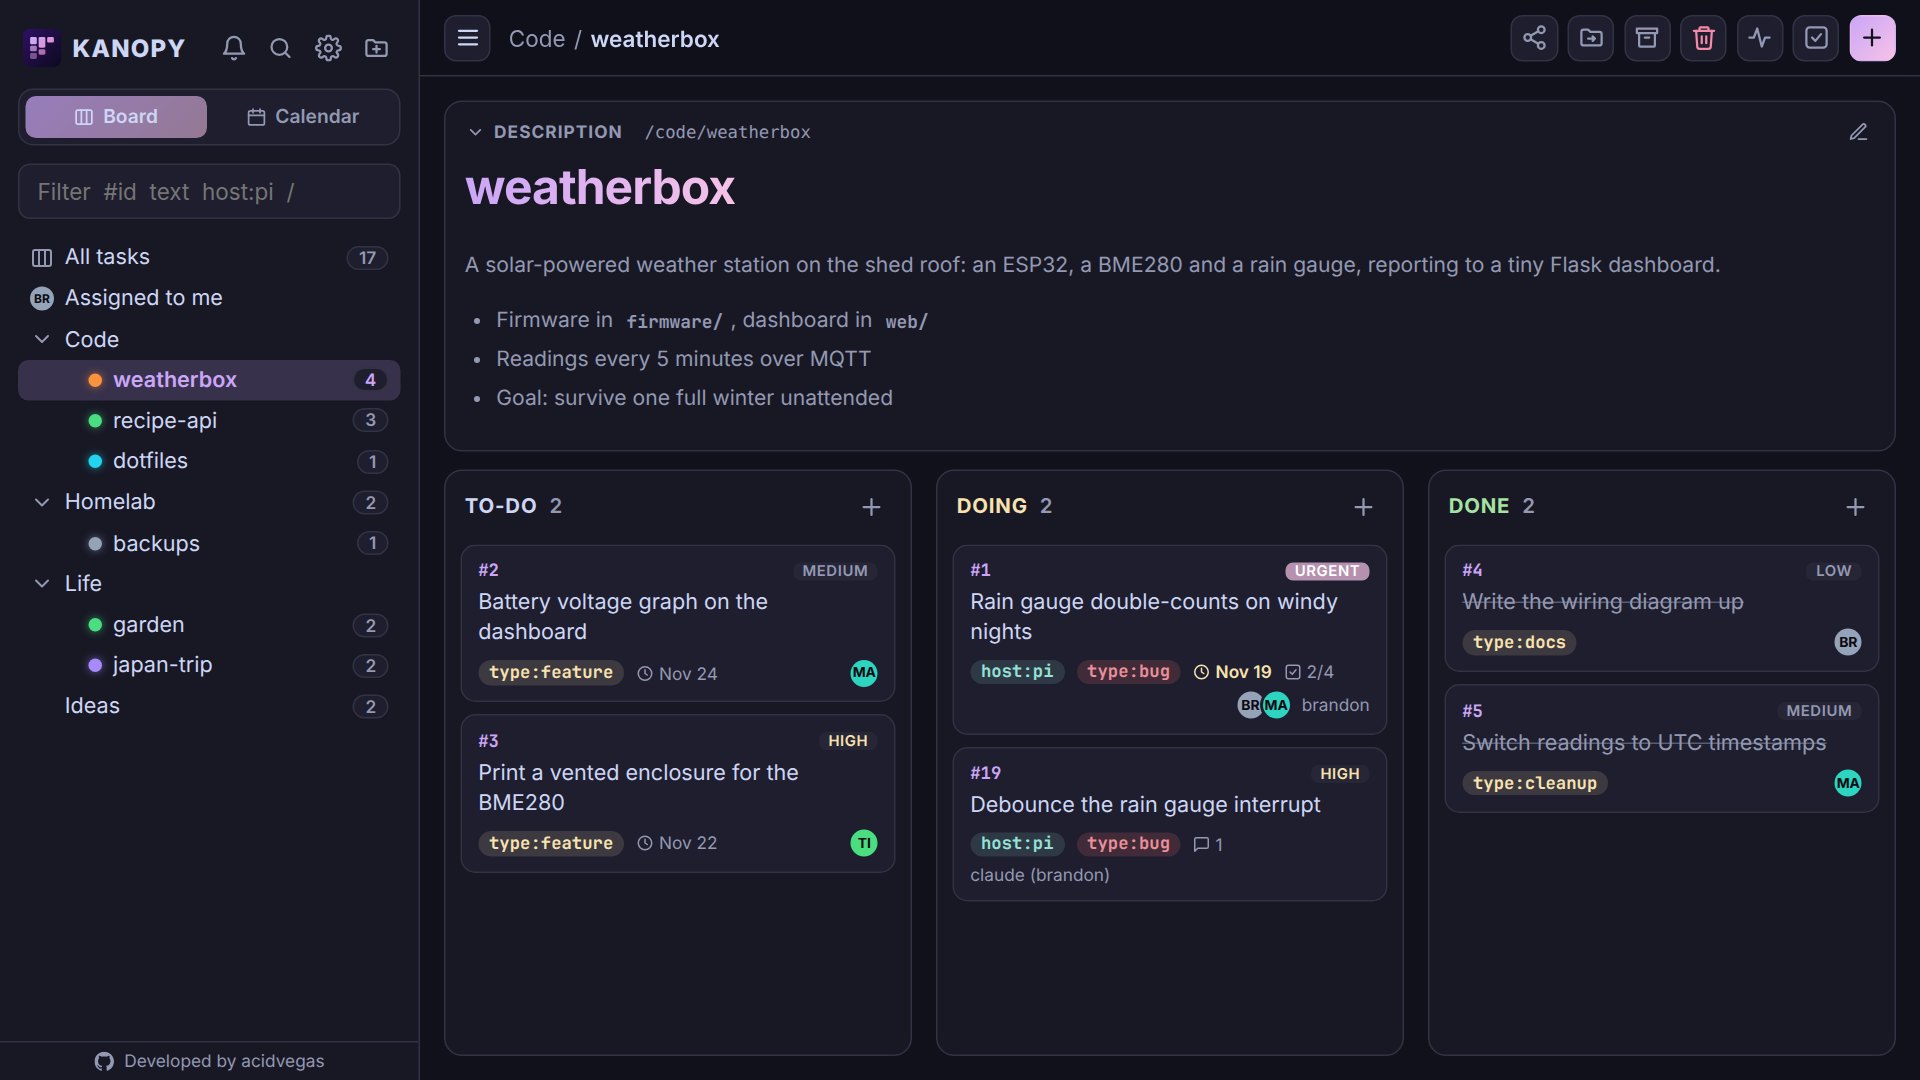 KANOPY
Board
Calendar
Filter #id text host:pi /
All tasks 17
BR Assigned to me
Code
weatherbox 4
recipe-api 3
dotfiles 1
Homelab 2
backups 1
Life
garden 2
japan-trip 2
Ideas 2
Developed by acidvegas
Code / weatherbox
DESCRIPTION /code/weatherbox
weatherbox
A solar-powered weather station on the shed roof: an ESP32, a BME280 and a rain gauge, reporting to a tiny Flask dashboard.
• Firmware in firmware/ , dashboard in web/
• Readings every 5 minutes over MQTT
• Goal: survive one full winter unattended
TO-DO 2
#2 MEDIUM
Battery voltage graph on the
dashboard
type:feature Nov 24 MA
#3 HIGH
Print a vented enclosure for the
BME280
type:feature Nov 22 TI
DOING 2
#1 URGENT
Rain gauge double-counts on windy
nights
host:pi type:bug Nov 19 2/4
BR MA brandon
#19 HIGH
Debounce the rain gauge interrupt
host:pi type:bug 1
claude (brandon)
DONE 2
#4 LOW
Write the wiring diagram up
type:docs BR
#5 MEDIUM
Switch readings to UTC timestamps
type:cleanup MA